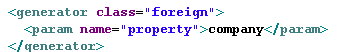 <generator class="foreign">
<param name="property">company</param>
</generator>